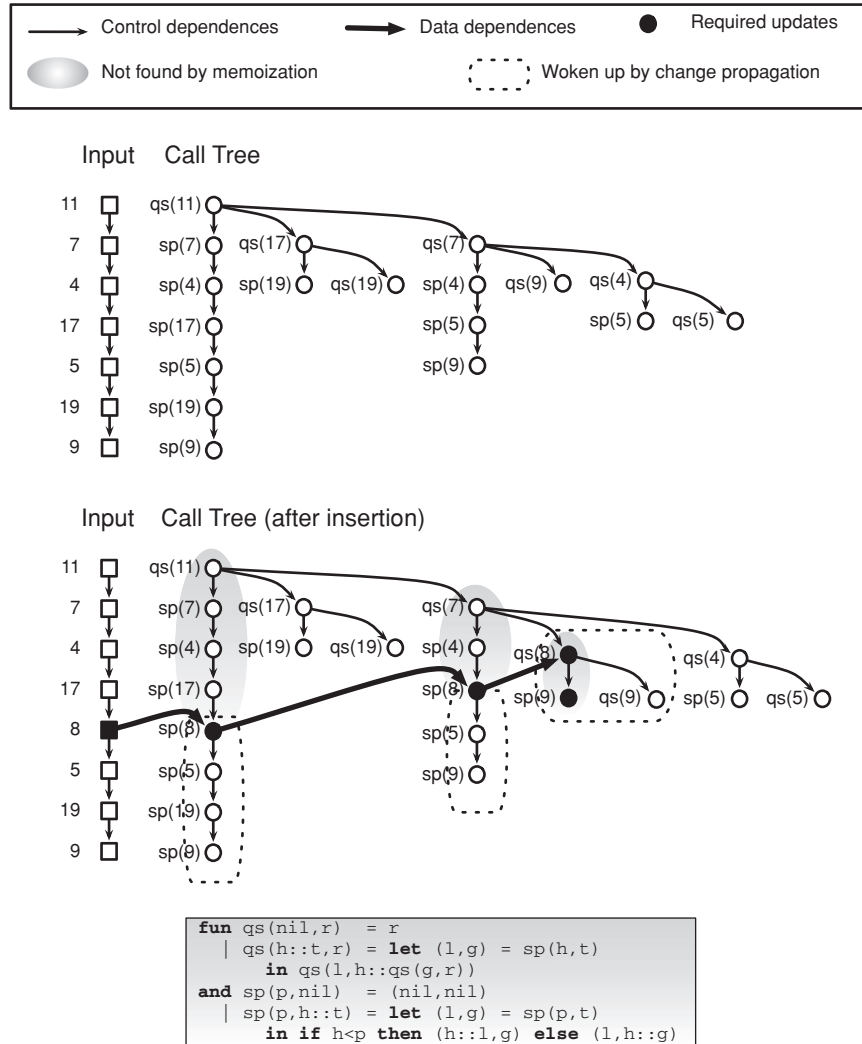 Control dependences Data dependences Required updates
Not found by memoization Woken up by change propagation
Input Call Tree
11 qs(11)
7 sp(7) qs(17) qs(7)
4 sp(4) sp(19) qs(19) sp(4) qs(9) qs(4)
17 sp(17) sp(5) sp(5) qs(5)
5 sp(5) sp(9)
19 sp(19)
9 sp(9)
Input Call Tree (after insertion)
11 qs(11)
7 sp(7) qs(17) qs(7)
4 sp(4) sp(19) qs(19) sp(4) qs(8) qs(4)
17 sp(17) sp(8) sp(9) qs(9) sp(5) qs(5)
8 sp(8) sp(5)
5 sp(5) sp(9)
19 sp(19)
9 sp(9)
fun qs(nil,r) = r
| qs(h::t,r) = let (l,g) = sp(h,t)
in qs(l,h::qs(g,r))
and sp(p,nil) = (nil,nil)
| sp(p,h::t) = let (l,g) = sp(p,t)
in if h<p then (h::l,g) else (l,h::g)